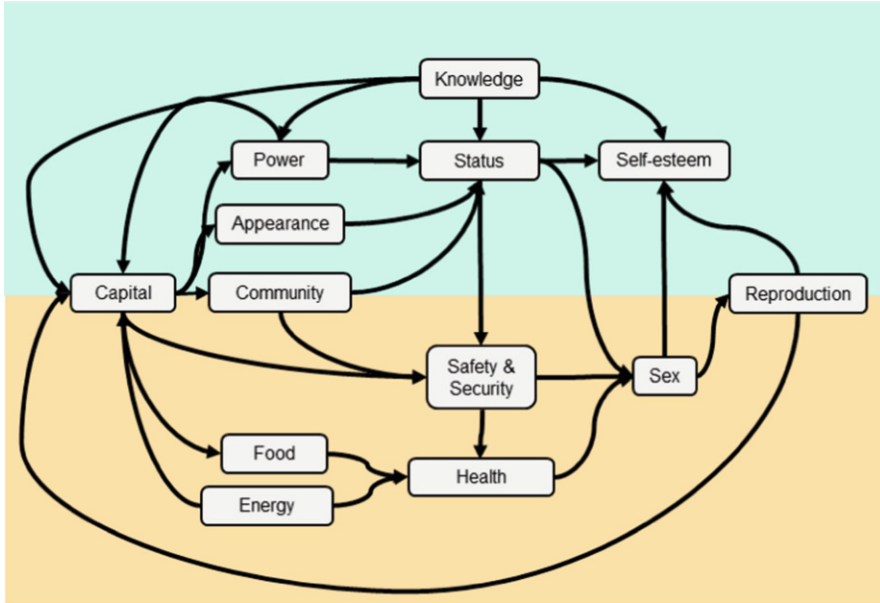 Knowledge
Power
Status
Self-esteem
Appearance
Capital
Community
Reproduction
Safety &
Security
Sex
Food
Health
Energy